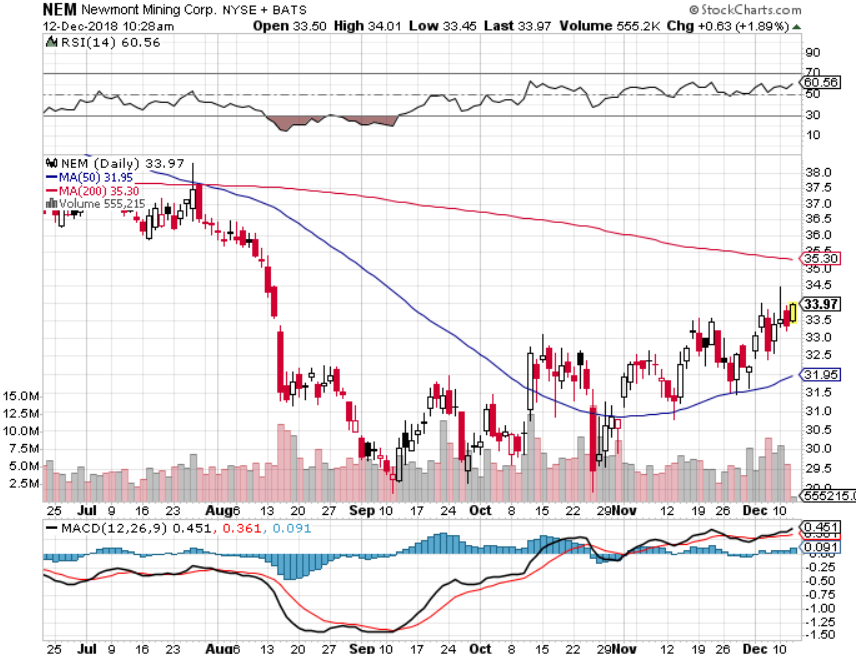 NEM Newmont Mining Corp. NYSE + BATS © StockCharts.com
12-Dec-2018 10:28am Open 33.50 High 34.01 Low 33.45 Last 33.97 Volume 555.2K Chg +0.63 (+1.89%)
RSI(14) 60.56
90
70
60.56
50
30
10
NEM (Daily) 33.97
MA(50) 31.95
MA(200) 35.30
Volume 555,215
38.0
37.5
37.0
36.5
36.0
35.5
35.30
35.0
34.5
33.97
33.5
33.0
32.5
31.95
31.5
31.0
30.5
30.0
29.5
29.0
555215.0
15.0M
12.5M
10.0M
7.5M
5.0M
2.5M
25 Jul 9 16 23 Aug6 13 20 27 Sep 10 17 24 Oct 8 15 22 29Nov 12 19 26 Dec 10
MACD(12,26,9) 0.451, 0.361, 0.091
0.451
0.361
0.091
0.00
-0.25
-0.50
-0.75
-1.00
-1.25
-1.50
25 Jul 9 16 23 Aug6 13 20 27 Sep 10 17 24 Oct 8 15 22 29Nov 12 19 26 Dec 10